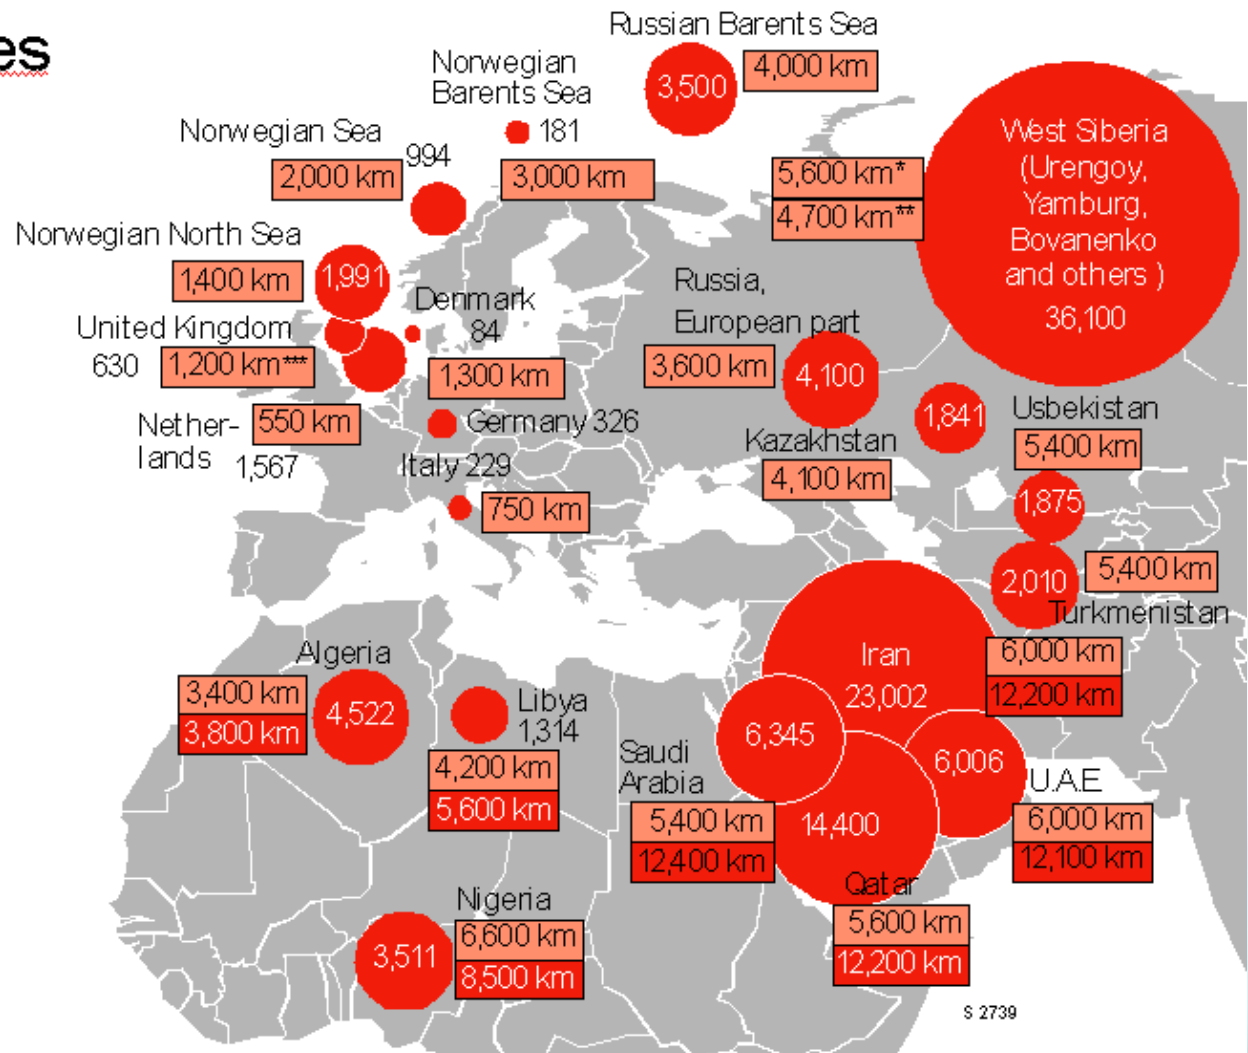 es
Russian Barents Sea
3,500
4,000 km
Norwegian
Barents Sea
181
3,000 km
Norwegian Sea
994
2,000 km
West Siberia
(Urengoy,
Yamburg,
Bovanenko
and others )
36,100
5,600 km*
4,700 km**
Norwegian North Sea
1,400 km
1,991
Denmark
84
1,300 km
United Kingdom
630
1,200 km***
Russia,
European part
3,600 km
4,100
Nether-
lands
1,567
550 km
Germany 326
Italy 229
750 km
Kazakhstan
4,100 km
1,841
Usbekistan
5,400 km
1,875
2,010
5,400 km
Turkmenistan
Iran
23,002
6,000 km
12,200 km
Algeria
3,400 km
3,800 km
4,522
Libya
1,314
4,200 km
5,600 km
Saudi
Arabia
6,345
5,400 km
12,400 km
6,006
U.A.E
6,000 km
12,100 km
14,400
Qatar
5,600 km
12,200 km
Nigeria
3,511
6,600 km
8,500 km
S 2739